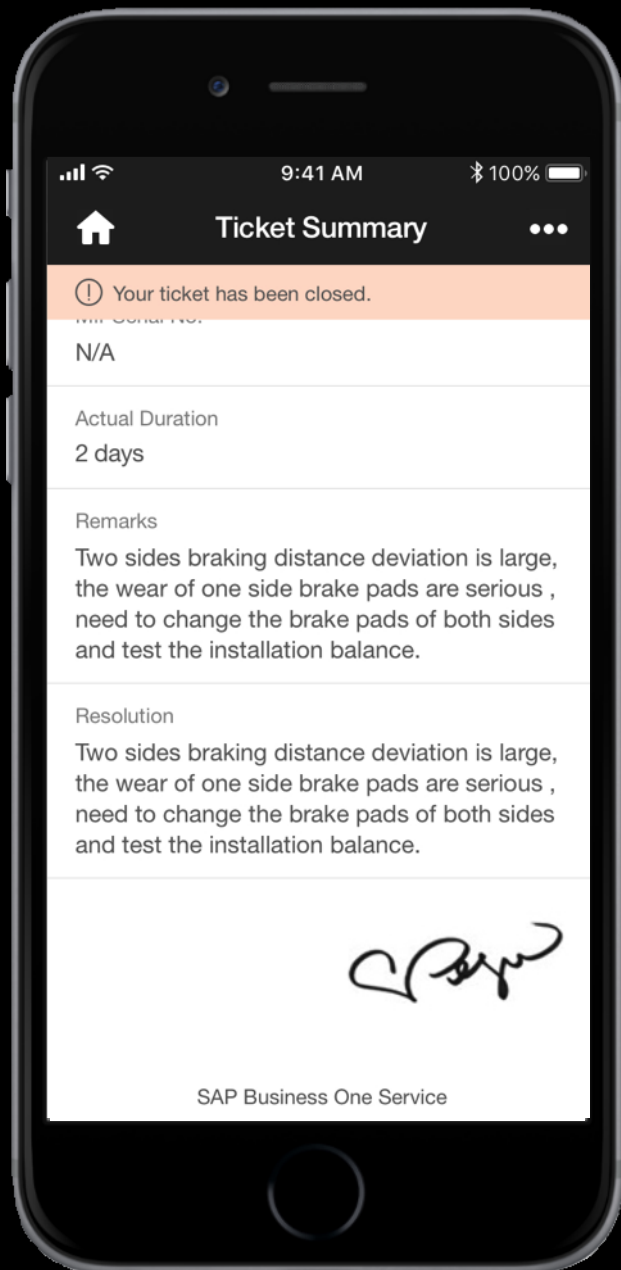 9:41 AM
100%
Ticket Summary
Your ticket has been closed.
N/A
Actual Duration
2 days
Remarks
Two sides braking distance deviation is large,
the wear of one side brake pads are serious ,
need to change the brake pads of both sides
and test the installation balance.
Resolution
Two sides braking distance deviation is large,
the wear of one side brake pads are serious ,
need to change the brake pads of both sides
and test the installation balance.
SAP Business One Service